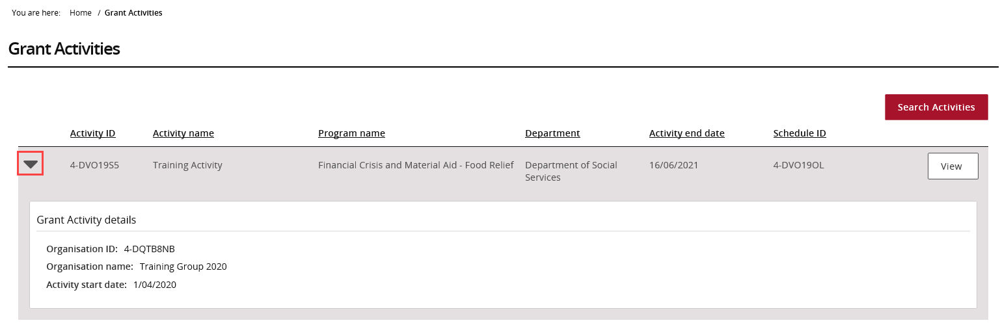 You are here: Home / Grant Activities
Grant Activities
Search Activities
Activity ID Activity name Program name Department Activity end date Schedule ID
4-DVO19S5 Training Activity Financial Crisis and Material Aid - Food Relief Department of Social Services 16/06/2021 4-DVO19OL View
Grant Activity details
Organisation ID: 4-DQTB8NB
Organisation name: Training Group 2020
Activity start date: 1/04/2020